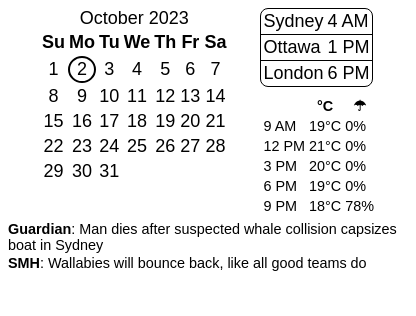 October 2023
Su Mo Tu We Th Fr Sa
1 2 3 4 5 6 7
8 9 10 11 12 13 14
15 16 17 18 19 20 21
22 23 24 25 26 27 28
29 30 31
Sydney 4 AM
Ottawa 1 PM
London 6 PM
°C ☂
9 AM 19°C 0%
12 PM 21°C 0%
3 PM 20°C 0%
6 PM 19°C 0%
9 PM 18°C 78%
Guardian: Man dies after suspected whale collision capsizes
boat in Sydney
SMH: Wallabies will bounce back, like all good teams do